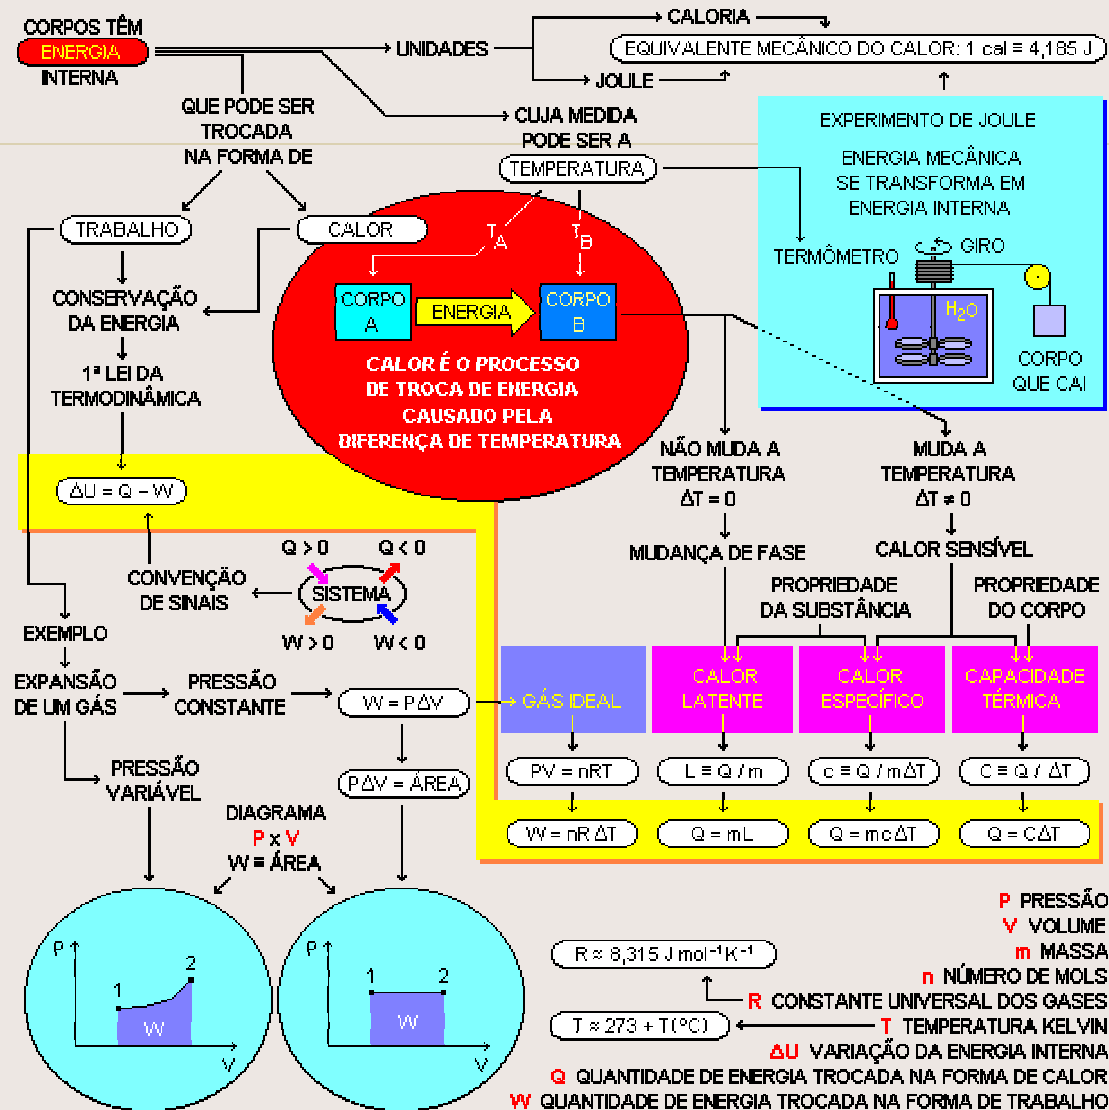 CORPOS TÊM
ENERGIA
INTERNA
UNIDADES
CALORIA
EQUIVALENTE MECÂNICO DO CALOR: 1 cal ≡ 4,185 J
JOULE
QUE PODE SER
TROCADA
NA FORMA DE
CUJA MEDIDA
PODE SER A
TEMPERATURA
TRABALHO
CALOR
T_A
T_B
CONSERVAÇÃO
DA ENERGIA
1ª LEI DA
TERMODINÂMICA
ΔU = Q – W
CORPO
A
ENERGIA
CORPO
B
CALOR É O PROCESSO
DE TROCA DE ENERGIA
CAUSADO PELA
DIFERENÇA DE TEMPERATURA
EXPERIMENTO DE JOULE
ENERGIA MECÂNICA
SE TRANSFORMA EM
ENERGIA INTERNA
TERMÔMETRO
GIRO
H₂O
CORPO
QUE CAI
NÃO MUDA A
TEMPERATURA
ΔT = 0
MUDA A
TEMPERATURA
ΔT ≠ 0
MUDANÇA DE FASE
CALOR SENSÍVEL
PROPRIEDADE
DA SUBSTÂNCIA
PROPRIEDADE
DO CORPO
Q > 0
Q < 0
SISTEMA
W > 0
W < 0
CONVENÇÃO
DE SINAIS
EXEMPLO
EXPANSÃO
DE UM GÁS
PRESSÃO
CONSTANTE
W = PΔV
GÁS IDEAL
CALOR
LATENTE
CALOR
ESPECÍFICO
CAPACIDADE
TÉRMICA
PRESSÃO
VARIÁVEL
PΔV = ÁREA
PV = nRT
L ≡ Q / m
c ≡ Q / mΔT
C ≡ Q / ΔT
DIAGRAMA
P x V
W ≡ ÁREA
W = nR ΔT
Q = mL
Q = mcΔT
Q = CΔT
P
1
2
W
V
P
1
2
W
V
P PRESSÃO
V VOLUME
m MASSA
n NÚMERO DE MOLS
R ≈ 8,315 J mol⁻¹ K⁻¹
R CONSTANTE UNIVERSAL DOS GASES
T ≈ 273 + T(ºC)
T TEMPERATURA KELVIN
ΔU VARIAÇÃO DA ENERGIA INTERNA
Q QUANTIDADE DE ENERGIA TROCADA NA FORMA DE CALOR
W QUANTIDADE DE ENERGIA TROCADA NA FORMA DE TRABALHO